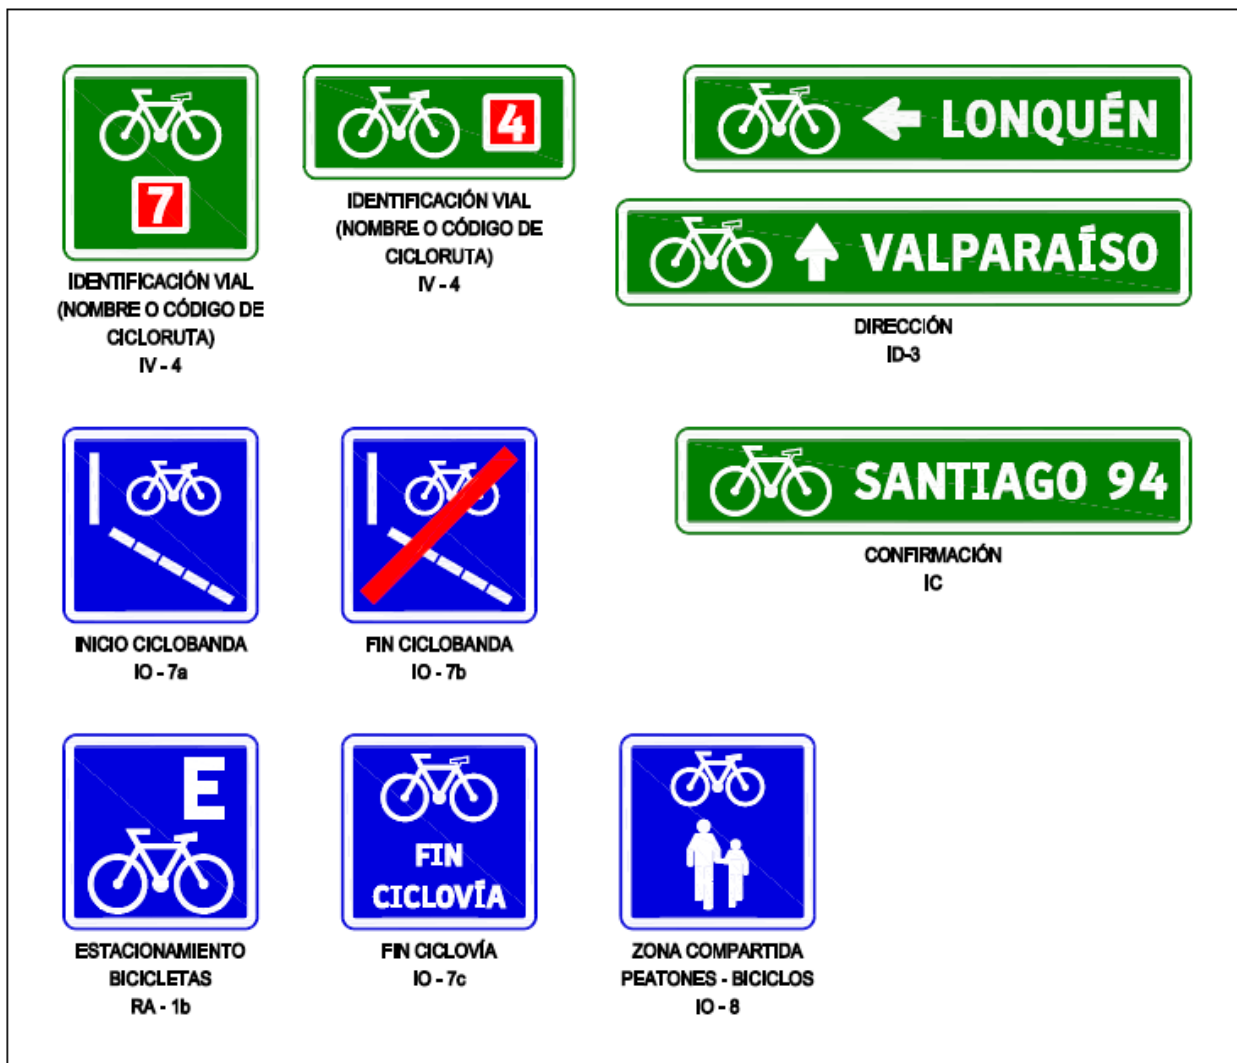 7
IDENTIFICACIÓN VIAL
(NOMBRE O CÓDIGO DE
CICLORUTA)
IV - 4
4
IDENTIFICACIÓN VIAL
(NOMBRE O CÓDIGO DE
CICLORUTA)
IV - 4
LONQUÉN
VALPARAÍSO
DIRECCIÓN
ID-3
INICIO CICLOBANDA
IO - 7a
FIN CICLOBANDA
IO - 7b
SANTIAGO 94
CONFIRMACIÓN
IC
E
ESTACIONAMIENTO
BICICLETAS
RA - 1b
FIN
CICLOVÍA
FIN CICLOVÍA
IO - 7c
ZONA COMPARTIDA
PEATONES - BICICLOS
IO - 8